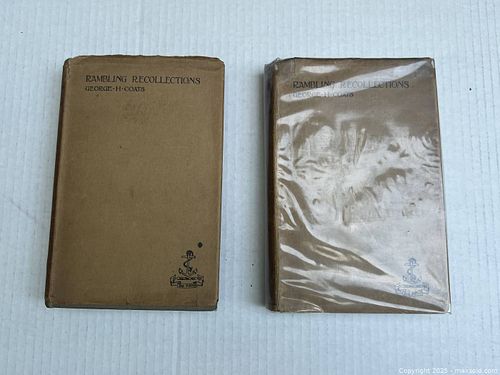 RAMBLING RECOLLECTIONS
GEORGE·H·COATS
RAMBLING RECOLLECTIONS
GEORGE·H·COATS
Copyright 2025 - maxsold.com